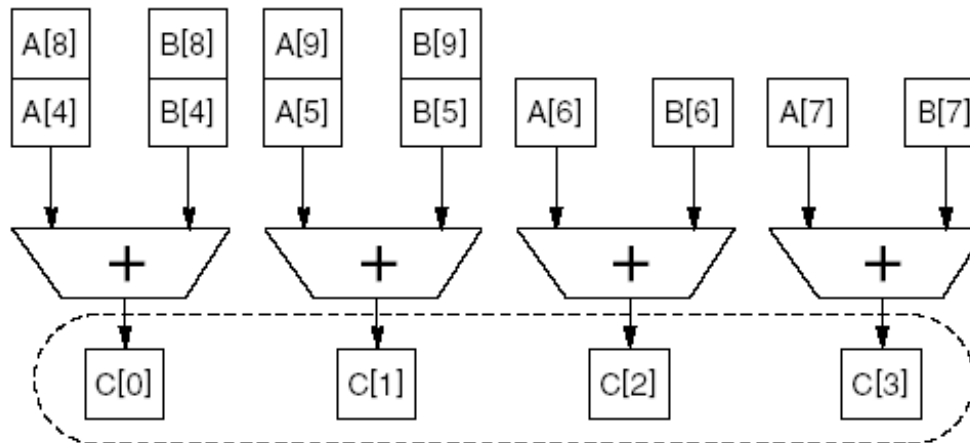 A[8] B[8] A[9] B[9]
A[4] B[4] A[5] B[5] A[6] B[6] A[7] B[7]
+ + + +
C[0] C[1] C[2] C[3]